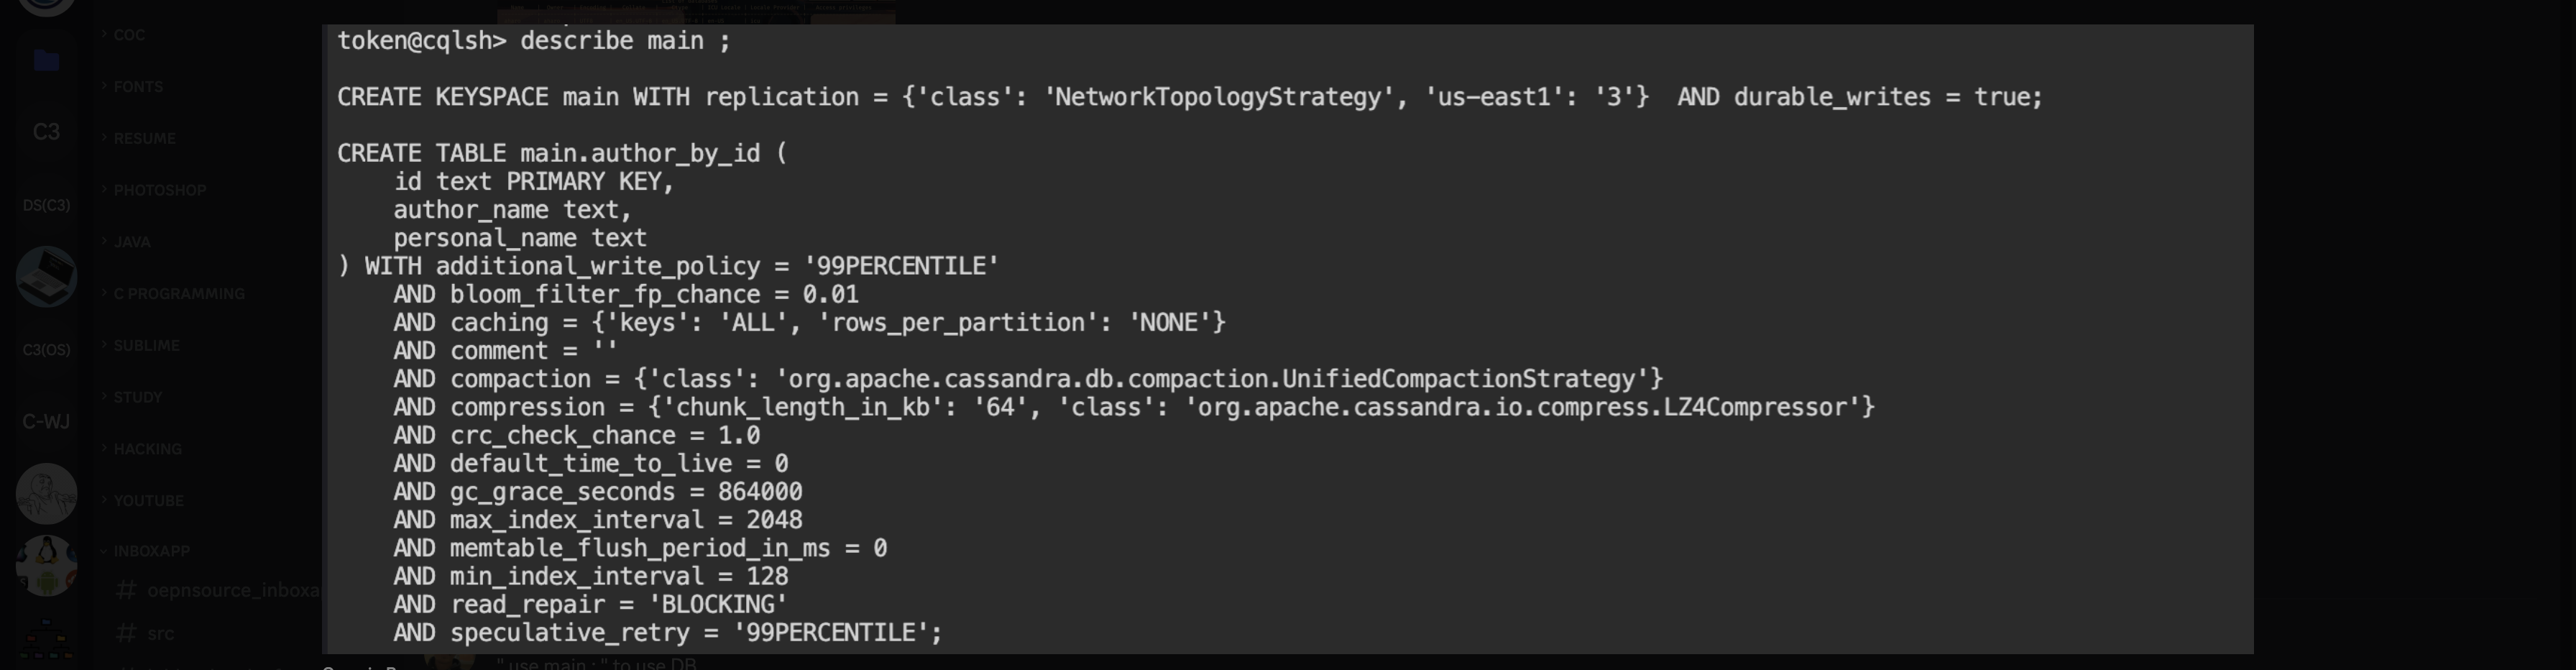 COC
FONTS
C3
RESUME
PHOTOSHOP
DS(C3)
JAVA
C PROGRAMMING
C3(OS)
SUBLIME
STUDY
C-WJ
HACKING
YOUTUBE
INBOXAPP
# oepnsource_inboxa
# src
token@cqlsh> describe main ;
CREATE KEYSPACE main WITH replication = {'class': 'NetworkTopologyStrategy', 'us-east1': '3'}  AND durable_writes = true;
CREATE TABLE main.author_by_id (
    id text PRIMARY KEY,
    author_name text,
    personal_name text
) WITH additional_write_policy = '99PERCENTILE'
    AND bloom_filter_fp_chance = 0.01
    AND caching = {'keys': 'ALL', 'rows_per_partition': 'NONE'}
    AND comment = ''
    AND compaction = {'class': 'org.apache.cassandra.db.compaction.UnifiedCompactionStrategy'}
    AND compression = {'chunk_length_in_kb': '64', 'class': 'org.apache.cassandra.io.compress.LZ4Compressor'}
    AND crc_check_chance = 1.0
    AND default_time_to_live = 0
    AND gc_grace_seconds = 864000
    AND max_index_interval = 2048
    AND memtable_flush_period_in_ms = 0
    AND min_index_interval = 128
    AND read_repair = 'BLOCKING'
    AND speculative_retry = '99PERCENTILE';
" use main ; " to use DB